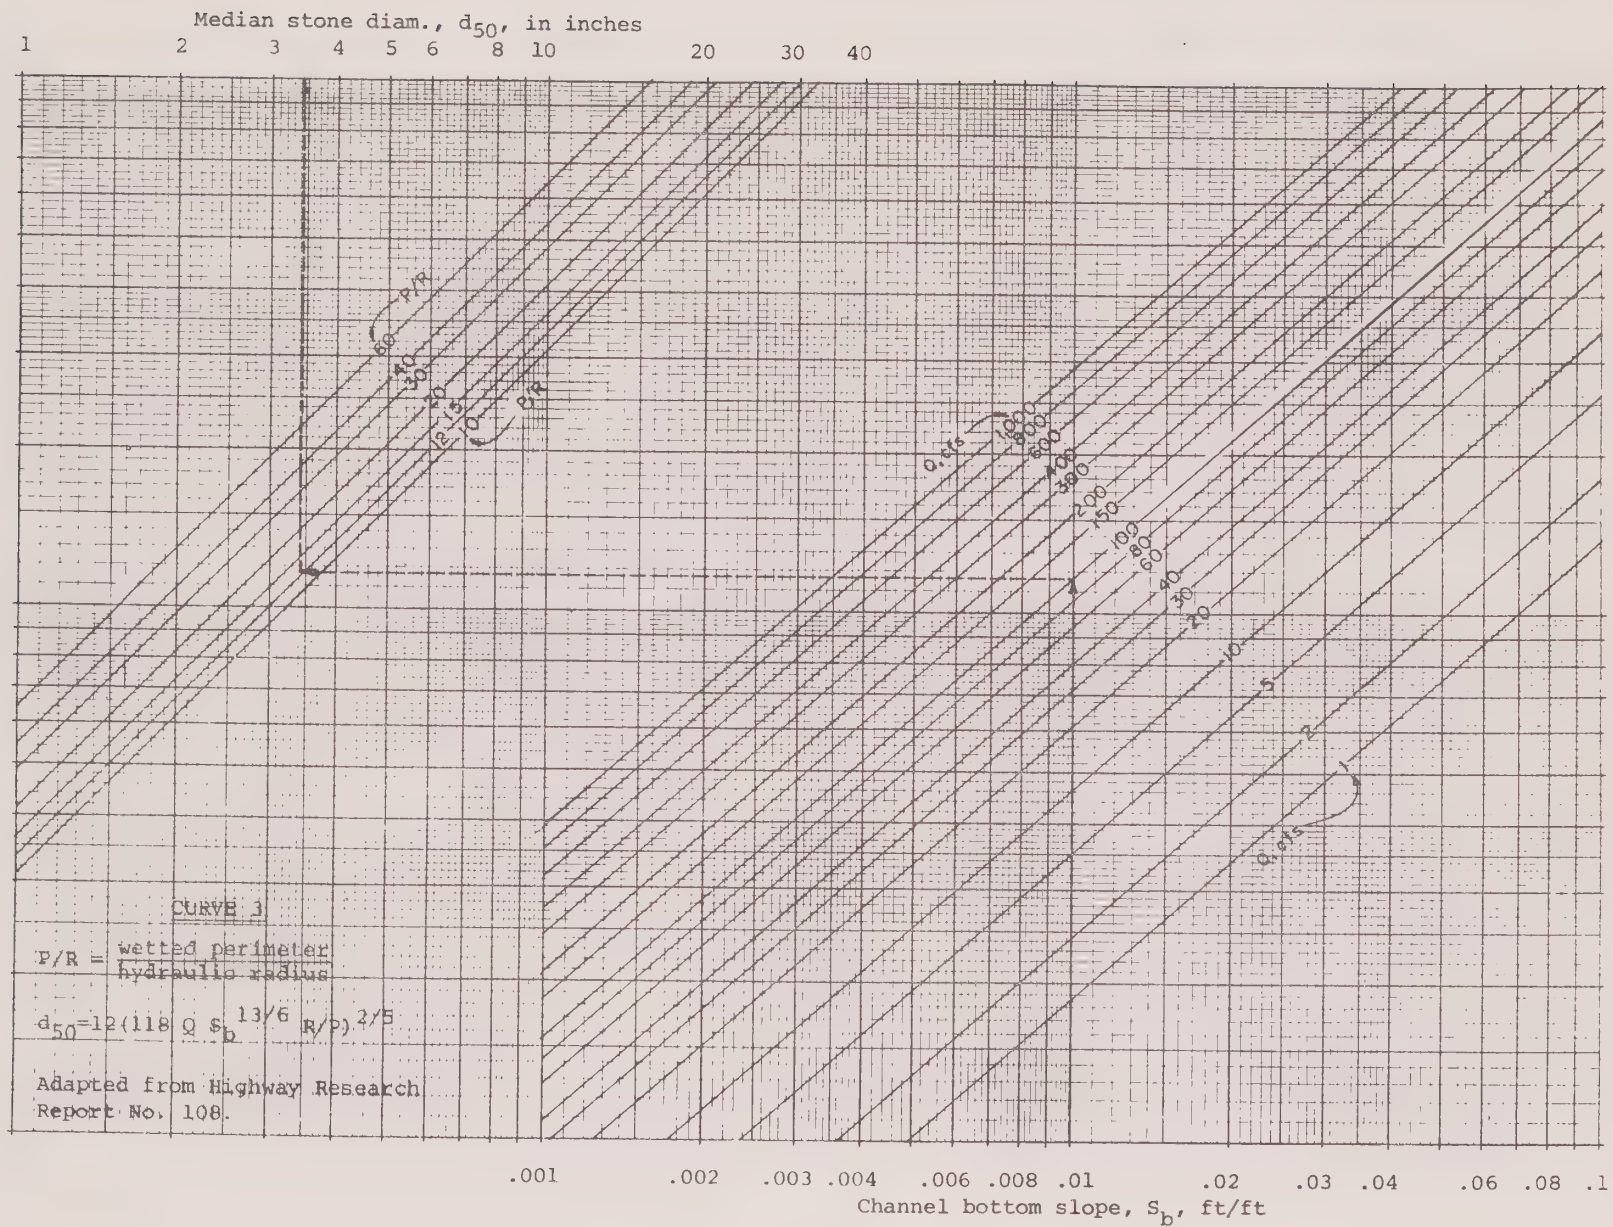 Median stone diam., d50, in inches
1 2 3 4 5 6 8 10 20 30 40
P/R
60
40
30
20
15
12
10
P/R
Q, cfs
1000
800
600
400
300
200
150
100
80
60
40
30
20
10
5
2
1
Q, cfs
CURVE 3
P/R = wetted perimeter
hydraulic radius
d50=12(118 Q Sb 13/6 R/P) 2/5
Adapted from Highway Research
Report No. 108.
.001 .002 .003 .004 .006 .008 .01 .02 .03 .04 .06 .08 .1
Channel bottom slope, Sb, ft/ft